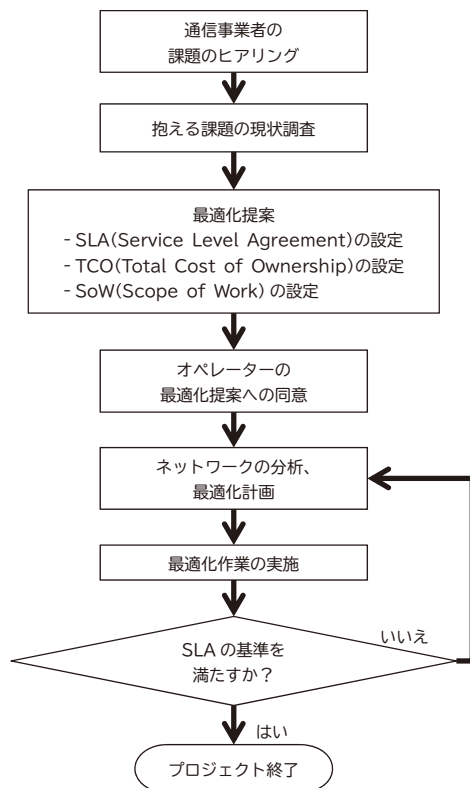 通信事業者の
課題のヒアリング
抱える課題の現状調査
最適化提案
- SLA(Service Level Agreement)の設定
- TCO(Total Cost of Ownership)の設定
- SoW(Scope of Work) の設定
オペレーターの
最適化提案への同意
ネットワークの分析、
最適化計画
最適化作業の実施
SLA の基準を
満たすか？
いいえ
はい
プロジェクト終了